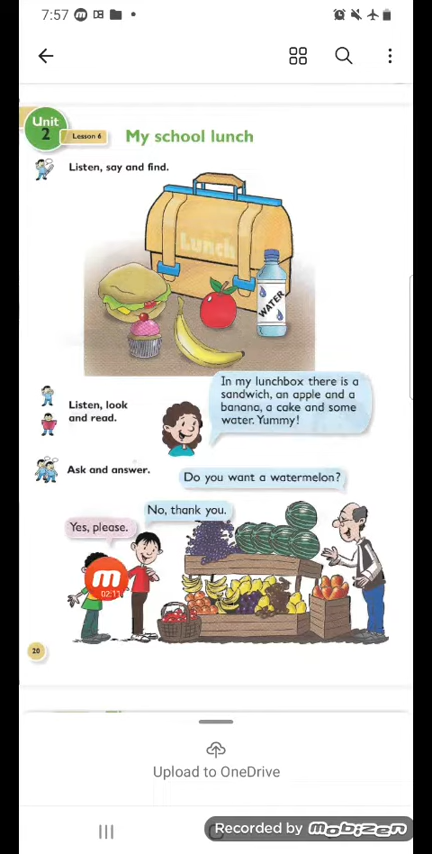 7:57
Unit
2
Lesson 6
My school lunch
Listen, say and find.
Lunch
WATER
In my lunchbox there is a
sandwich, an apple and a
banana, a cake and some
water. Yummy!
Listen, look
and read.
Ask and answer.
Do you want a watermelon?
No, thank you.
Yes, please.
m
02:11
20
Upload to OneDrive
Recorded by mobizen